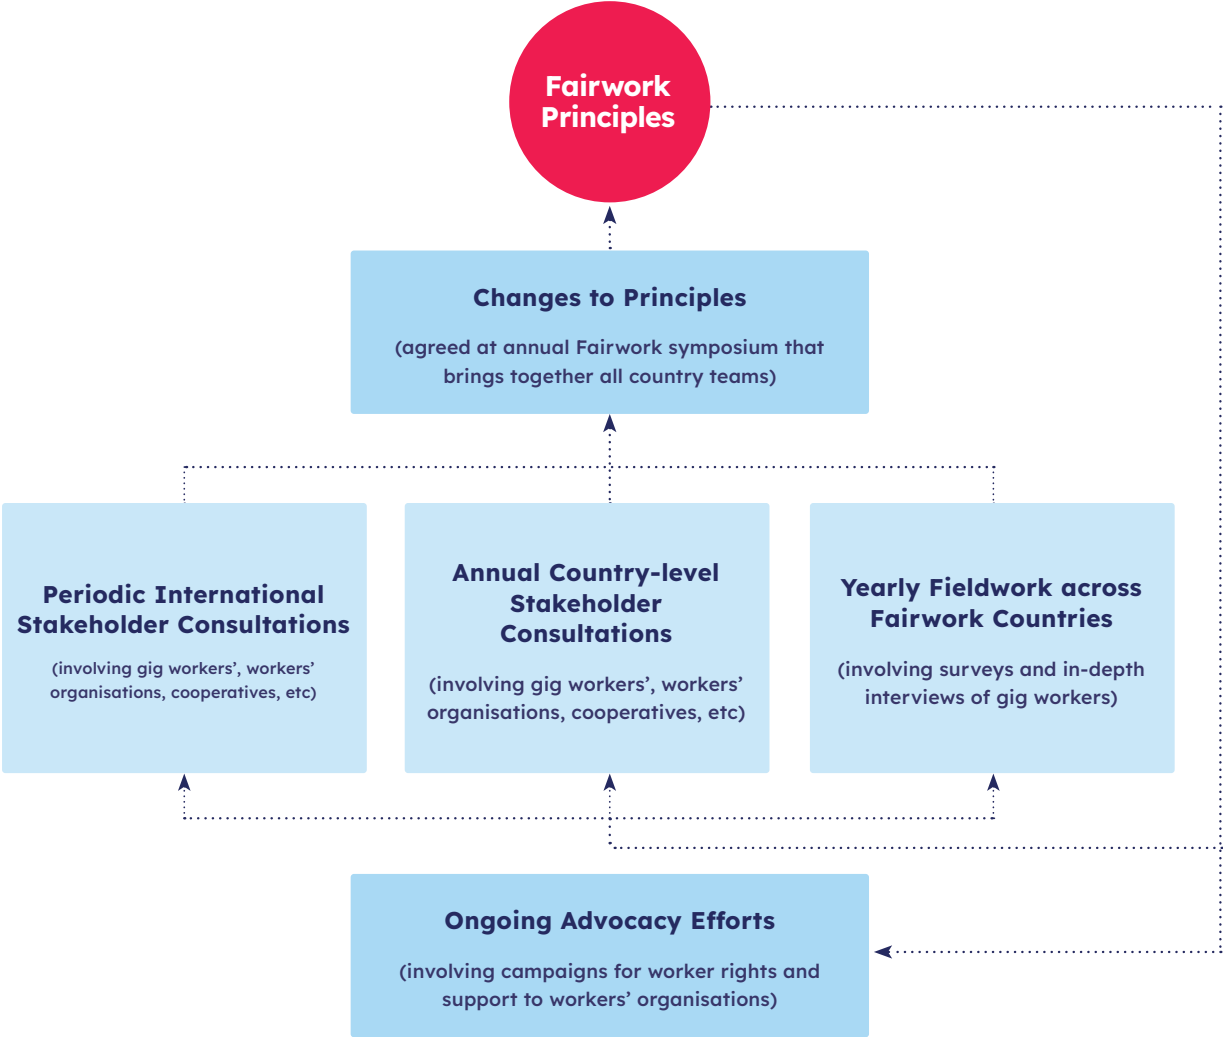 Fairwork
Principles
Changes to Principles
(agreed at annual Fairwork symposium that
brings together all country teams)
Periodic International
Stakeholder Consultations
(involving gig workers’, workers’
organisations, cooperatives, etc)
Annual Country-level
Stakeholder
Consultations
(involving gig workers’, workers’
organisations, cooperatives, etc)
Yearly Fieldwork across
Fairwork Countries
(involving surveys and in-depth
interviews of gig workers)
Ongoing Advocacy Efforts
(involving campaigns for worker rights and
support to workers’ organisations)